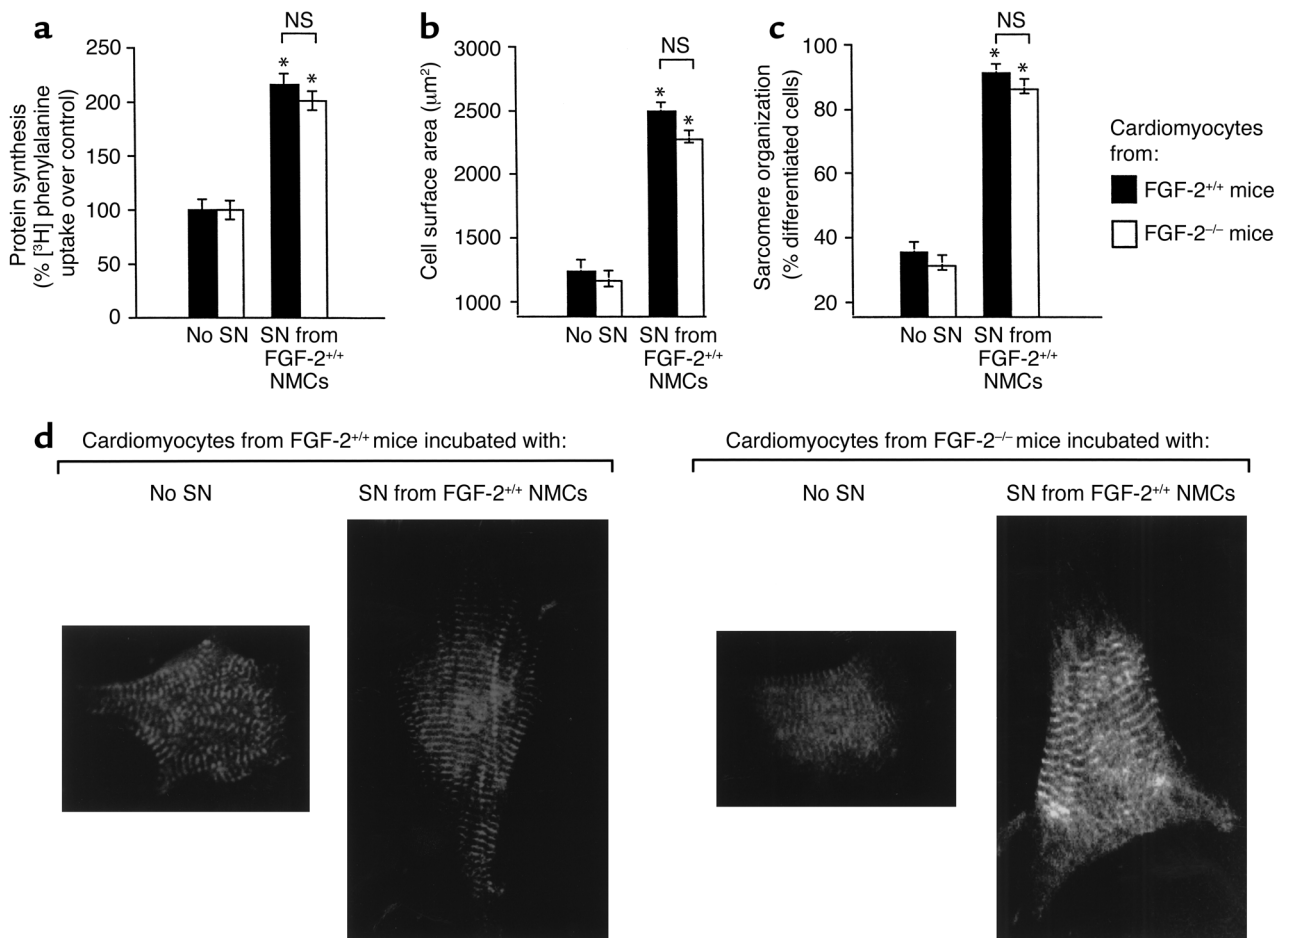 a
NS
250
200
150
100
50
0
Protein synthesis
(% [³H] phenylalanine
uptake over control)
*
*
No SN
SN from
FGF-2⁺/⁺
NMCs
b
NS
3000
2500
2000
1500
1000
Cell surface area (μm²)
*
*
No SN
SN from
FGF-2⁺/⁺
NMCs
c
NS
100
80
60
40
20
Sarcomere organization
(% differentiated cells)
*
*
No SN
SN from
FGF-2⁺/⁺
NMCs
Cardiomyocytes
from:
FGF-2⁺/⁺ mice
FGF-2⁻/⁻ mice
d
Cardiomyocytes from FGF-2⁺/⁺ mice incubated with:
No SN
SN from FGF-2⁺/⁺ NMCs
Cardiomyocytes from FGF-2⁻/⁻ mice incubated with:
No SN
SN from FGF-2⁺/⁺ NMCs